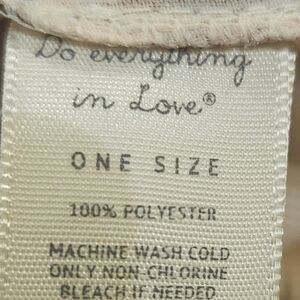 Do everything
in Love®
ONE SIZE
100% POLYESTER
MACHINE WASH COLD
ONLY NON-CHLORINE
BLEACH IF NEEDED